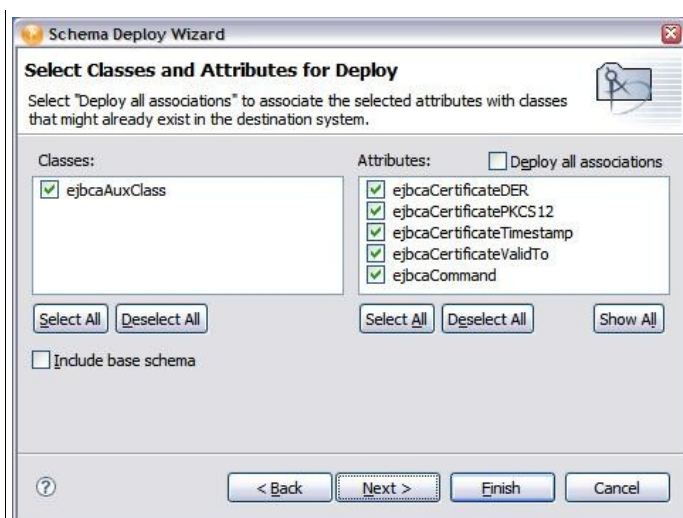 Schema Deploy Wizard
Select Classes and Attributes for Deploy
Select "Deploy all associations" to associate the selected attributes with classes
that might already exist in the destination system.
Classes:
ejbcaAuxClass
Select All
Deselect All
Include base schema
Attributes:
Deploy all associations
ejbcaCertificateDER
ejbcaCertificatePKCS12
ejbcaCertificateTimestamp
ejbcaCertificateValidTo
ejbcaCommand
Select All
Deselect All
Show All
?
< Back
Next >
Finish
Cancel